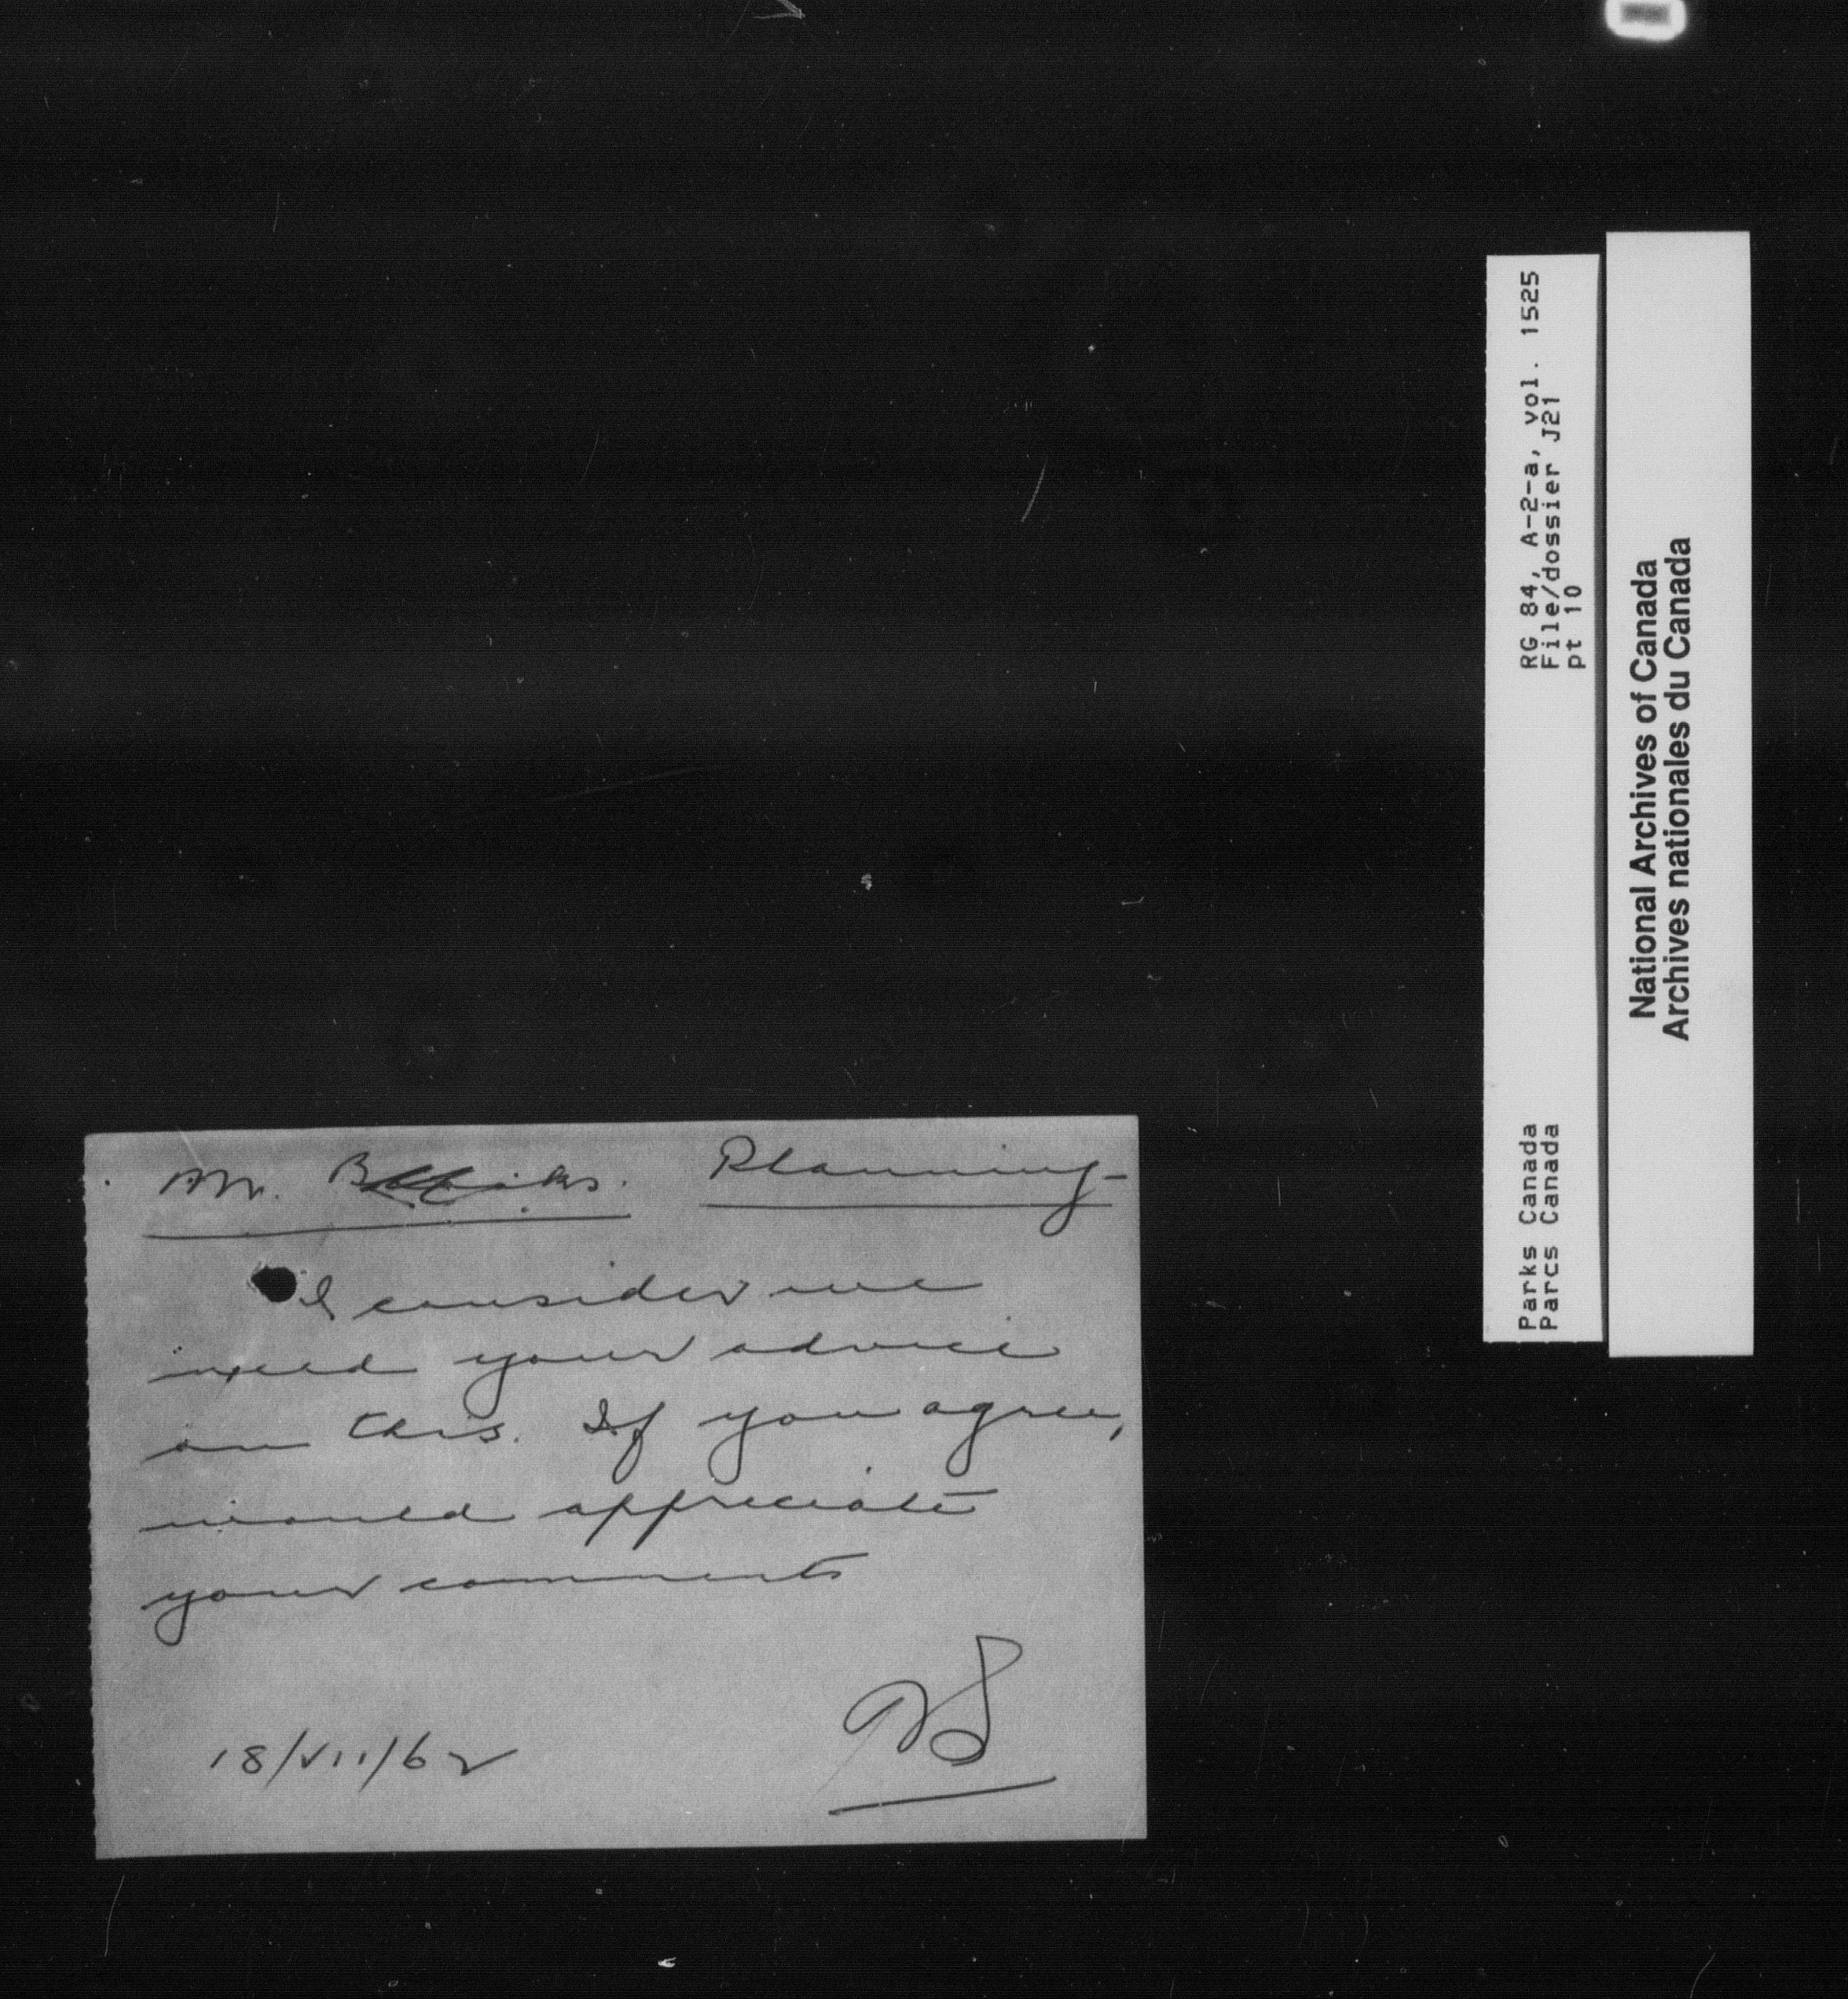 Mr. Planning-
I consider we
need your advice
on this. If you agree,
would appreciate
your comments
18/VII/62
RG 84, A-2-a, vol. 1525
File/dossier J21
pt 10
Parks Canada
Parcs Canada
National Archives of Canada
Archives nationales du Canada